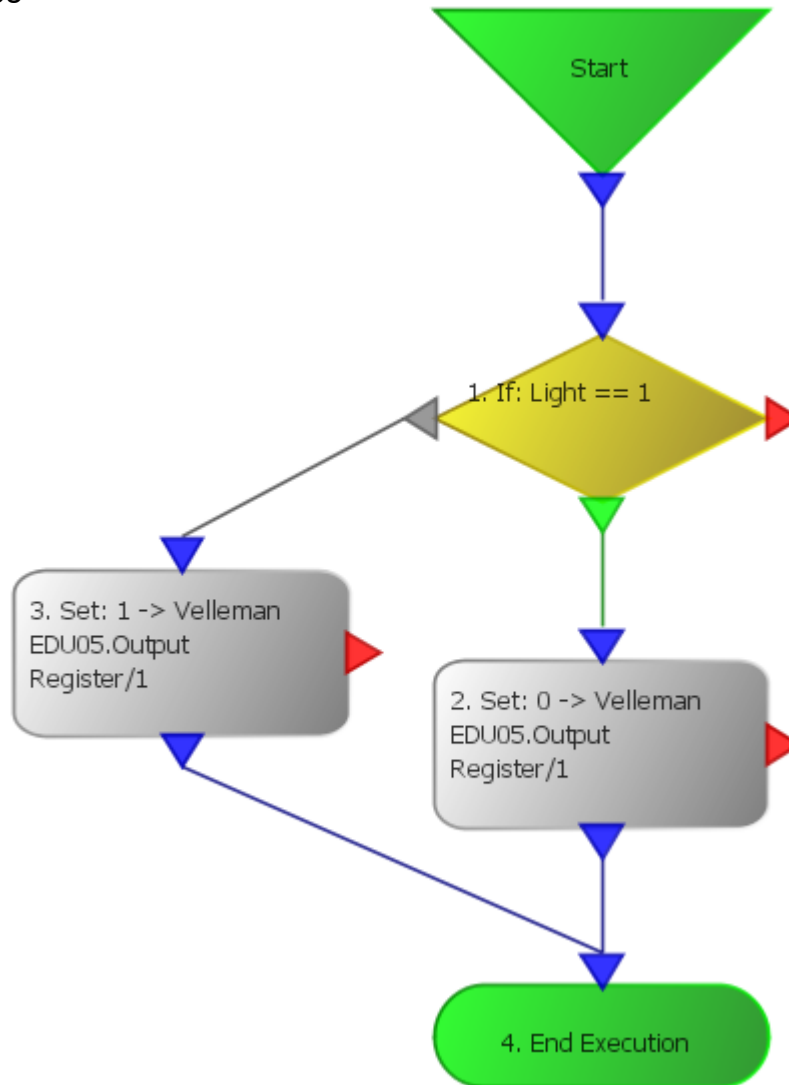 Start
1. If: Light == 1
3. Set: 1 -> Velleman
EDU05.Output
Register/1
2. Set: 0 -> Velleman
EDU05.Output
Register/1
4. End Execution